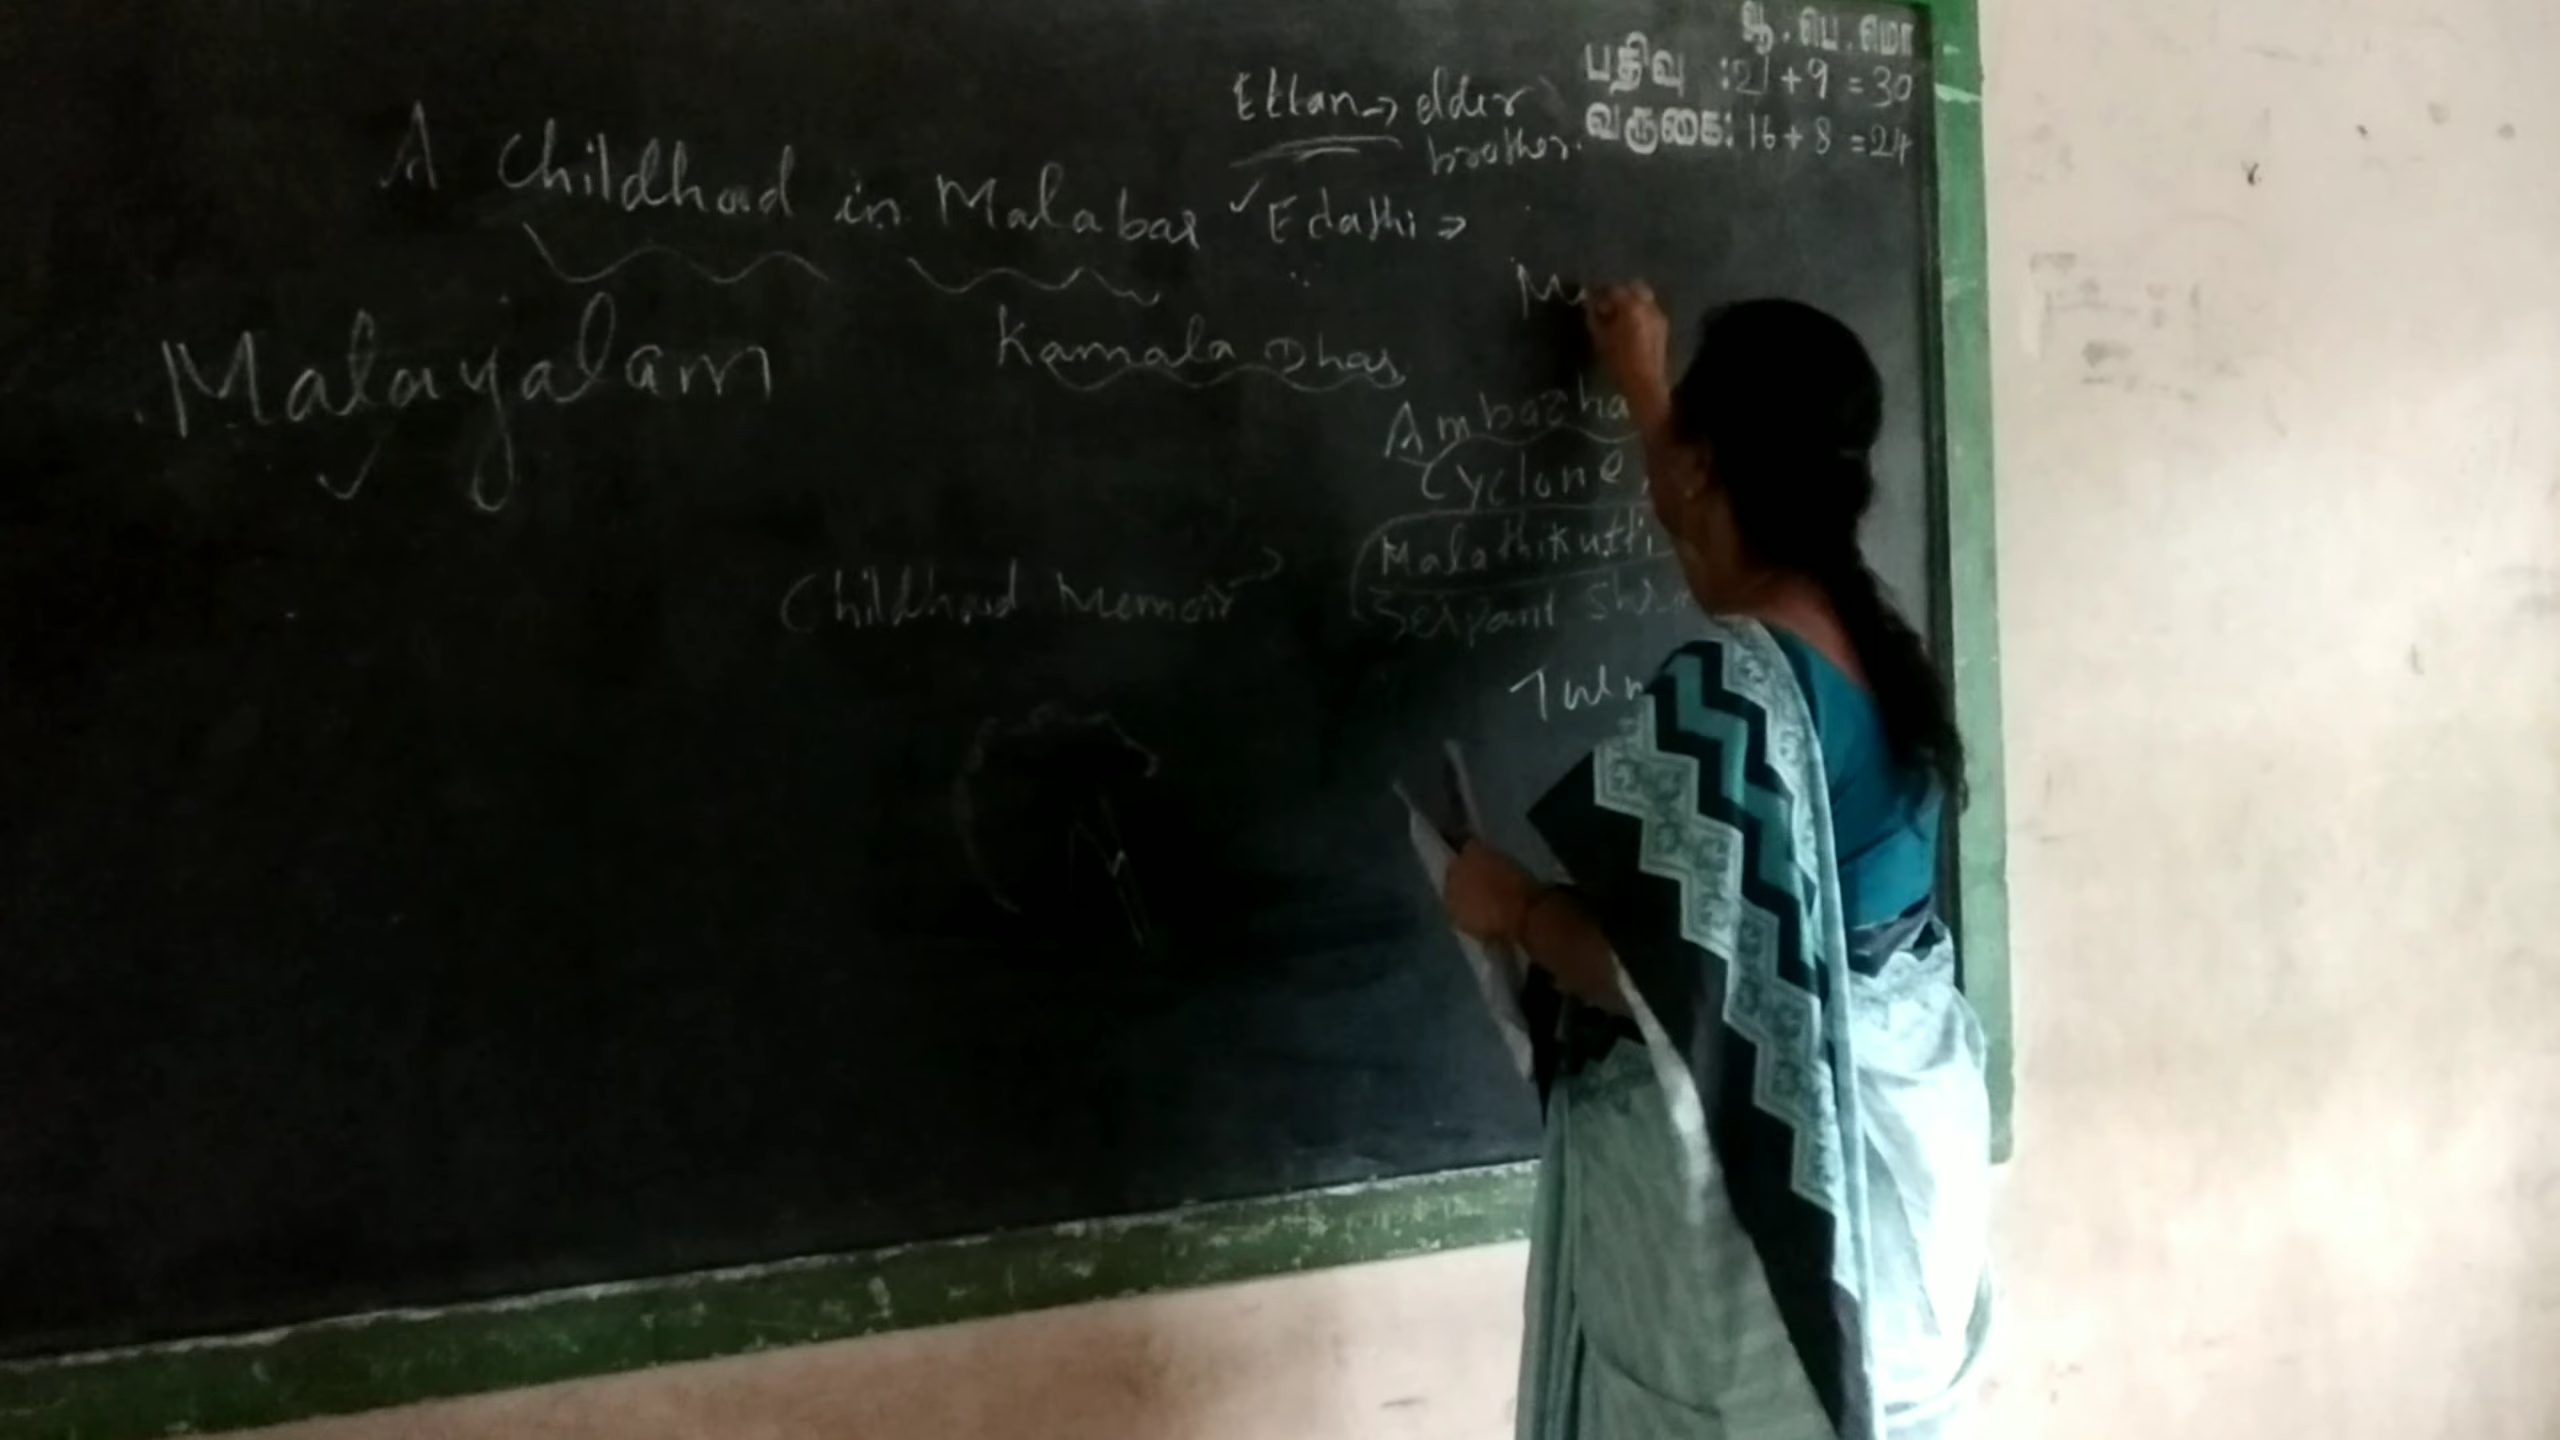 ஆ. பெ. மொ
பதிவு : 21 + 9 = 30
வருகை: 16 + 8 = 24
Ettan → elder
brother.
A Childhood in Malabar
✓ Edathi ⇒
Kamala Dhas
Malayalam
✓
Ambazha
Cyclone,
Malathikutti
Childhood Memoir →
Serpant